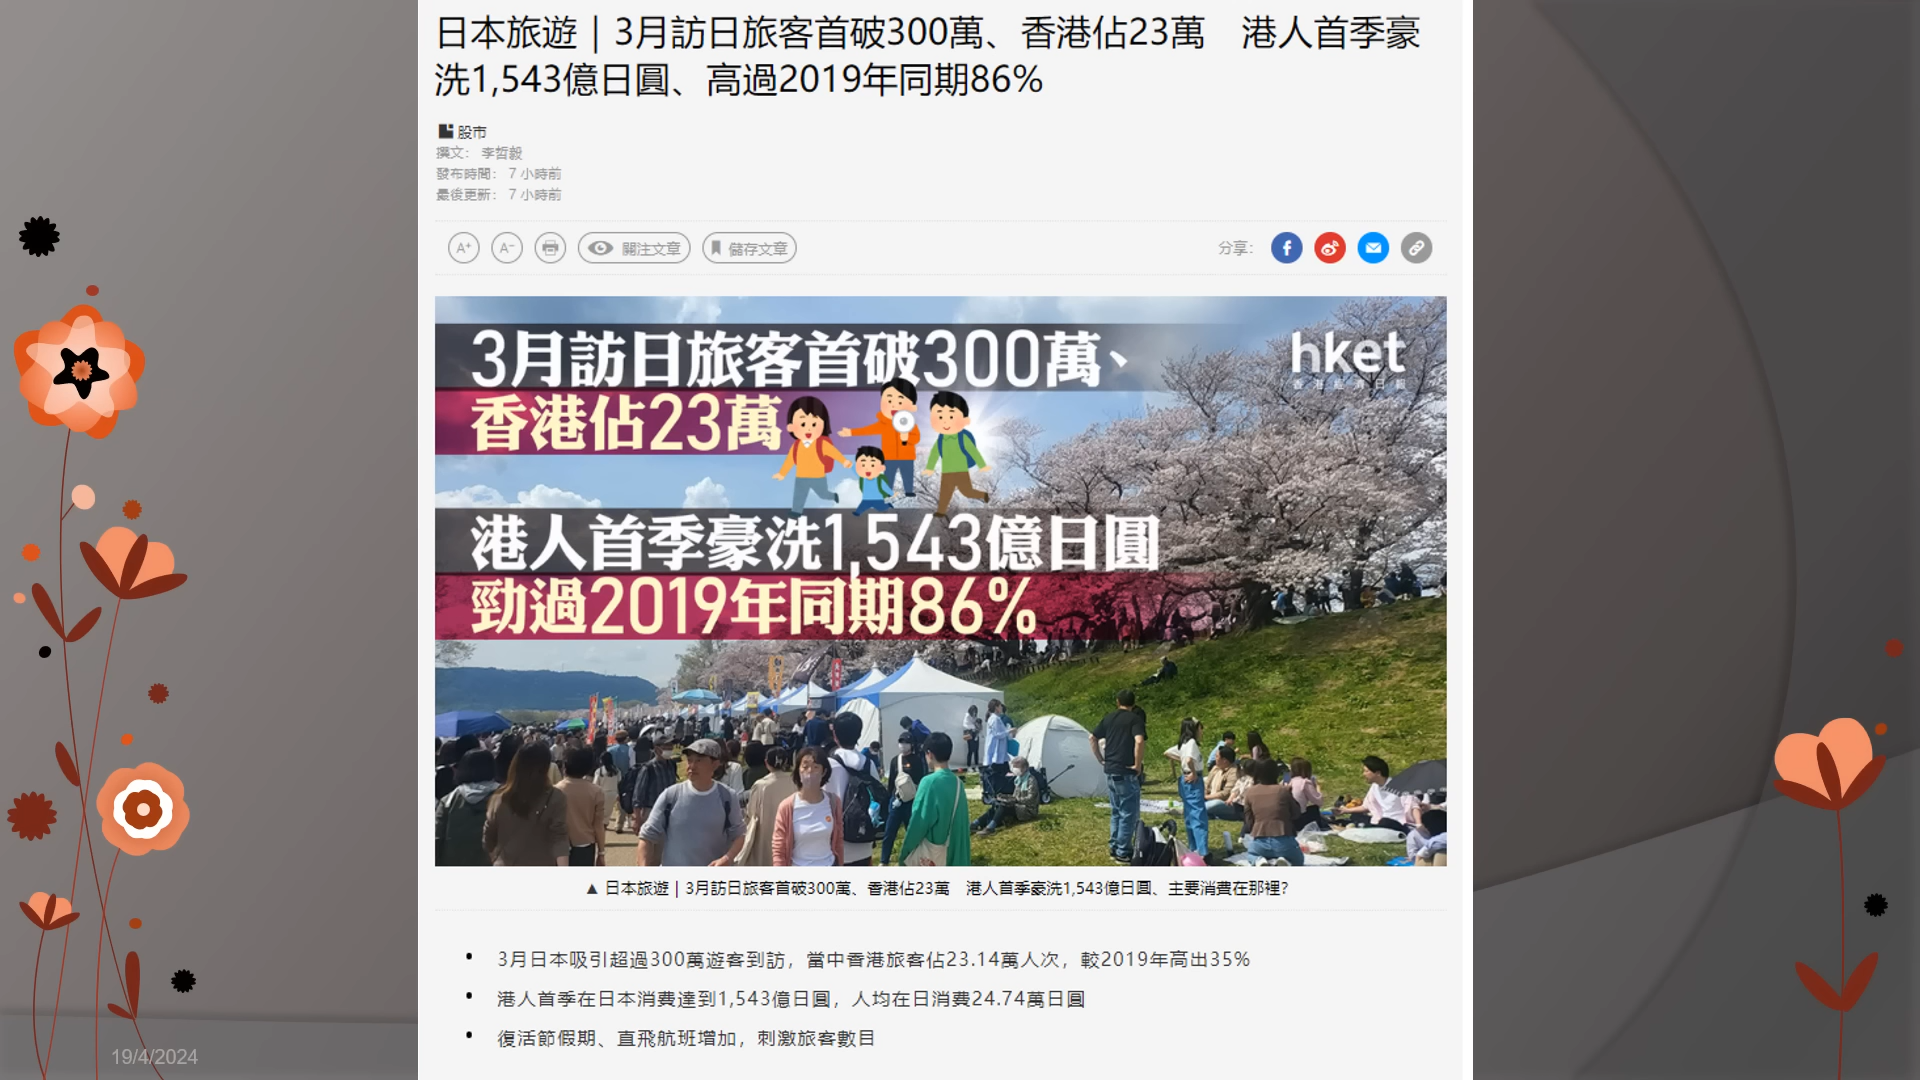 日本旅遊｜3月訪日旅客首破300萬、香港佔23萬　港人首季豪
洗1,543億日圓、高過2019年同期86%
股市
撰文： 李哲毅
發布時間： 7 小時前
最後更新： 7 小時前
A+ A- 關注文章 儲存文章 分享：
3月訪日旅客首破300萬、
hket
香港經濟日報
香港佔23萬
港人首季豪洗1,543億日圓
勁過2019年同期86%
▲ 日本旅遊｜3月訪日旅客首破300萬、香港佔23萬　港人首季豪洗1,543億日圓、主要消費在那裡?
• 3月日本吸引超過300萬遊客到訪，當中香港旅客佔23.14萬人次，較2019年高出35%
• 港人首季在日本消費達到1,543億日圓，人均在日消費24.74萬日圓
• 復活節假期、直飛航班增加，刺激旅客數目
19/4/2024